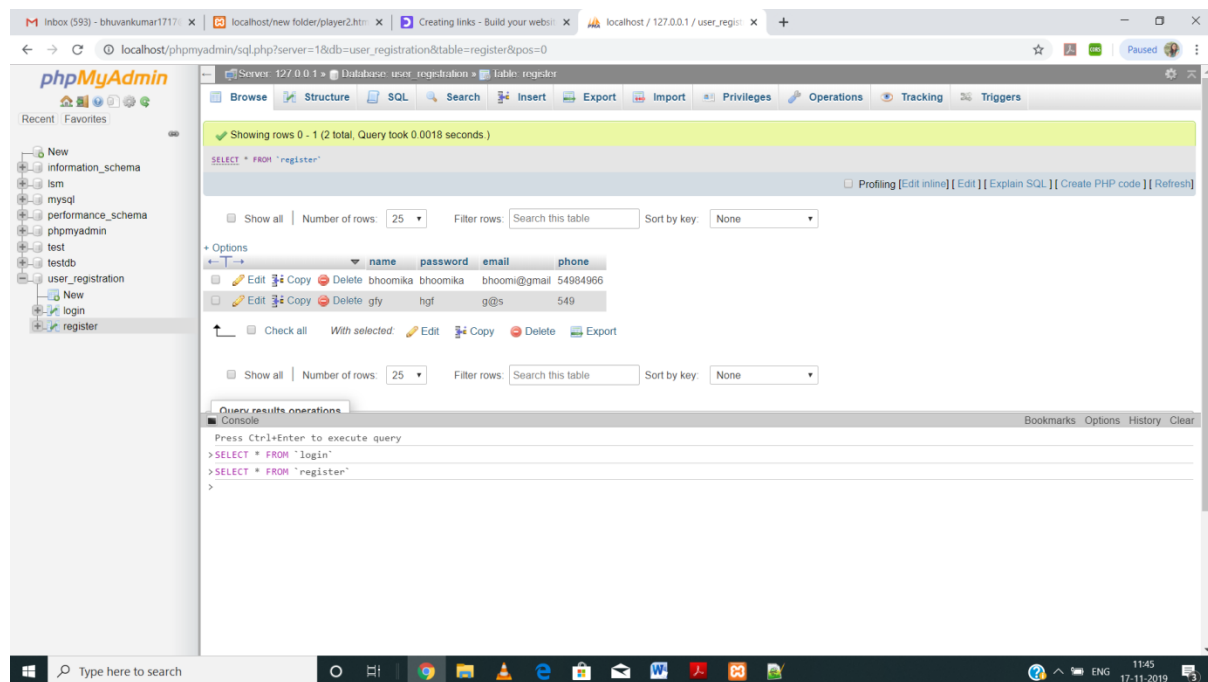 Inbox (593) - bhuvankumar1717
localhost/new folder/player2.htm
Creating links - Build your websit
localhost / 127.0.0.1 / user_regist
localhost/phpmyadmin/sql.php?server=1&db=user_registration&table=register&pos=0
Paused
phpMyAdmin
Recent Favorites
New
information_schema
lsm
mysql
performance_schema
phpmyadmin
test
testdb
user_registration
New
login
register
Server: 127.0.0.1 » Database: user_registration » Table: register
Browse Structure SQL Search Insert Export Import Privileges Operations Tracking Triggers
Showing rows 0 - 1 (2 total, Query took 0.0018 seconds.)
SELECT * FROM `register`
Profiling [Edit inline] [ Edit ] [ Explain SQL ] [ Create PHP code ] [ Refresh]
Show all Number of rows: 25 Filter rows: Search this table Sort by key: None
+ Options
name password email phone
Edit Copy Delete bhoomika bhoomika bhoomi@gmail 54984966
Edit Copy Delete gfy hgf g@s 549
Check all With selected: Edit Copy Delete Export
Show all Number of rows: 25 Filter rows: Search this table Sort by key: None
Query results operations
Console Bookmarks Options History Clear
Press Ctrl+Enter to execute query
>SELECT * FROM `login`
>SELECT * FROM `register`
>
Type here to search
ENG
11:45
17-11-2019